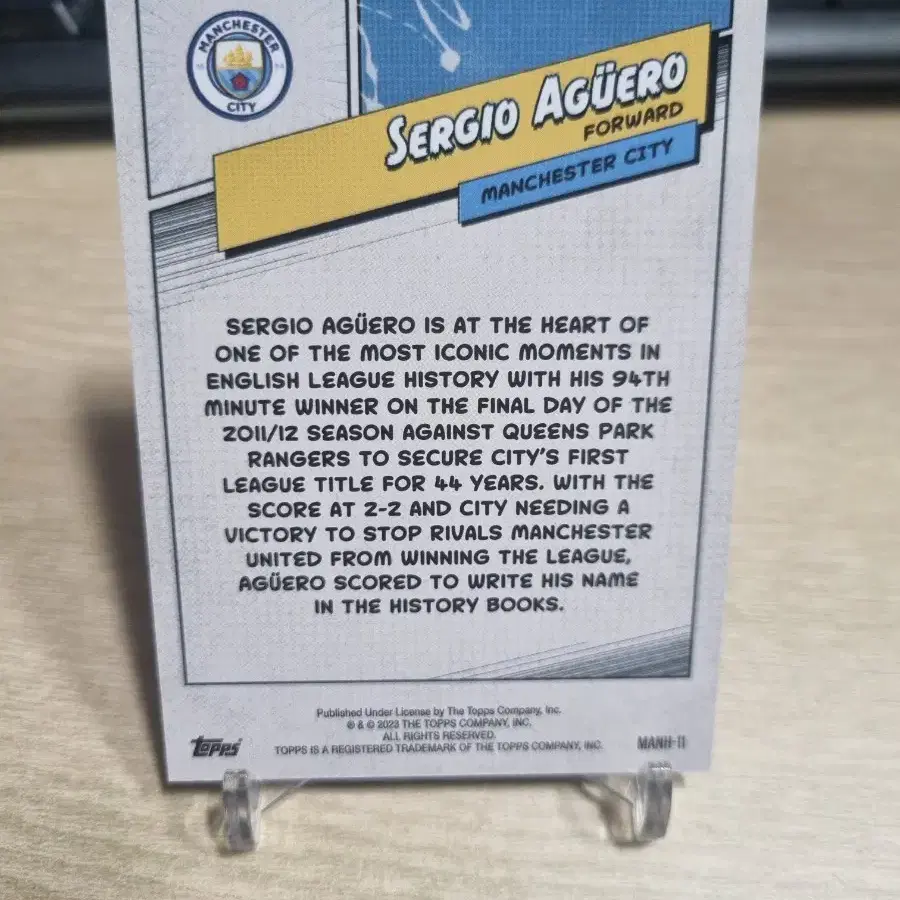 MANCHESTER
CITY
SERGIO AGÜERO
FORWARD
MANCHESTER CITY
SERGIO AGÜERO IS AT THE HEART OF
ONE OF THE MOST ICONIC MOMENTS IN
ENGLISH LEAGUE HISTORY WITH HIS 94TH
MINUTE WINNER ON THE FINAL DAY OF THE
2011/12 SEASON AGAINST QUEENS PARK
RANGERS TO SECURE CITY'S FIRST
LEAGUE TITLE FOR 44 YEARS. WITH THE
SCORE AT 2-2 AND CITY NEEDING A
VICTORY TO STOP RIVALS MANCHESTER
UNITED FROM WINNING THE LEAGUE,
AGÜERO SCORED TO WRITE HIS NAME
IN THE HISTORY BOOKS.
Published Under License by The Topps Company, Inc.
® & © 2023 THE TOPPS COMPANY, INC.
ALL RIGHTS RESERVED.
TOPPS IS A REGISTERED TRADEMARK OF THE TOPPS COMPANY, INC.
topps
MANH-11